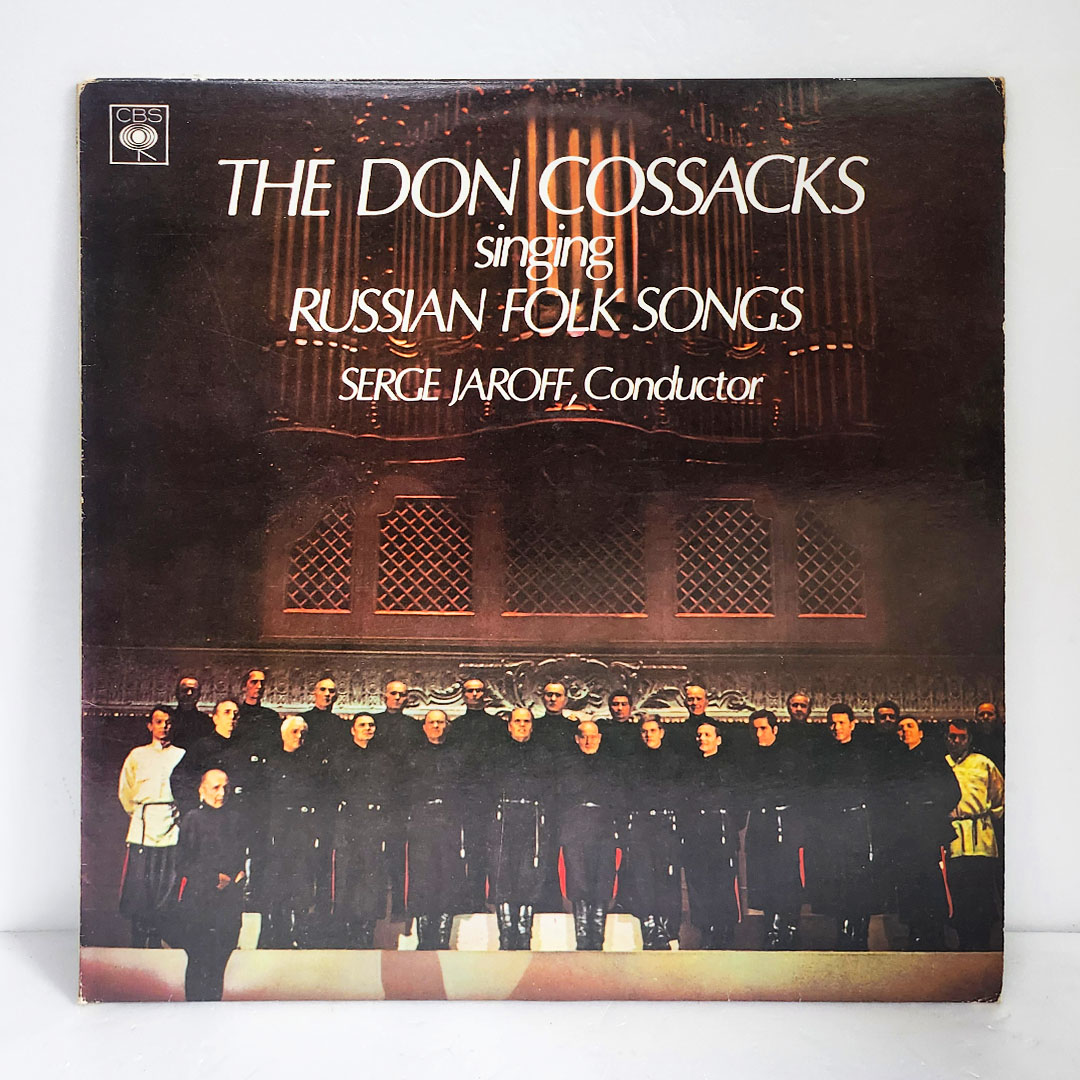 CBS
THE DON COSSACKS
singing
RUSSIAN FOLK SONGS
SERGE JAROFF, Conductor